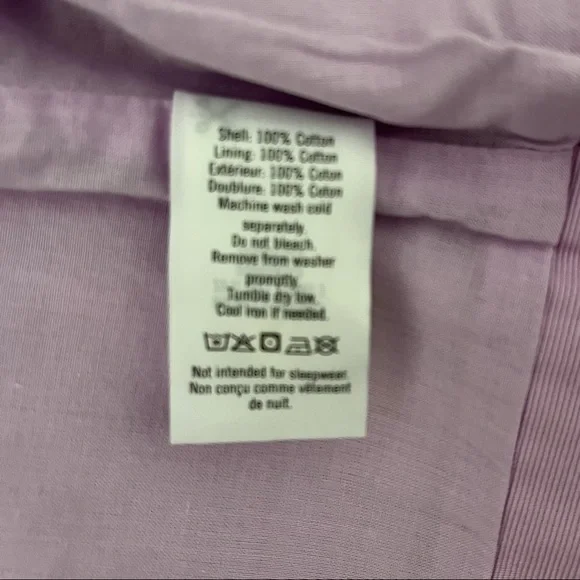 Shell: 100% Cotton
Lining: 100% Cotton
Extérieur: 100% Coton
Doublure: 100% Coton
Machine wash cold
separately.
Do not bleach.
Remove from washer
promptly.
Tumble dry low.
Cool iron if needed.
Not intended for sleepwear.
Non conçu comme vêtement
de nuit.